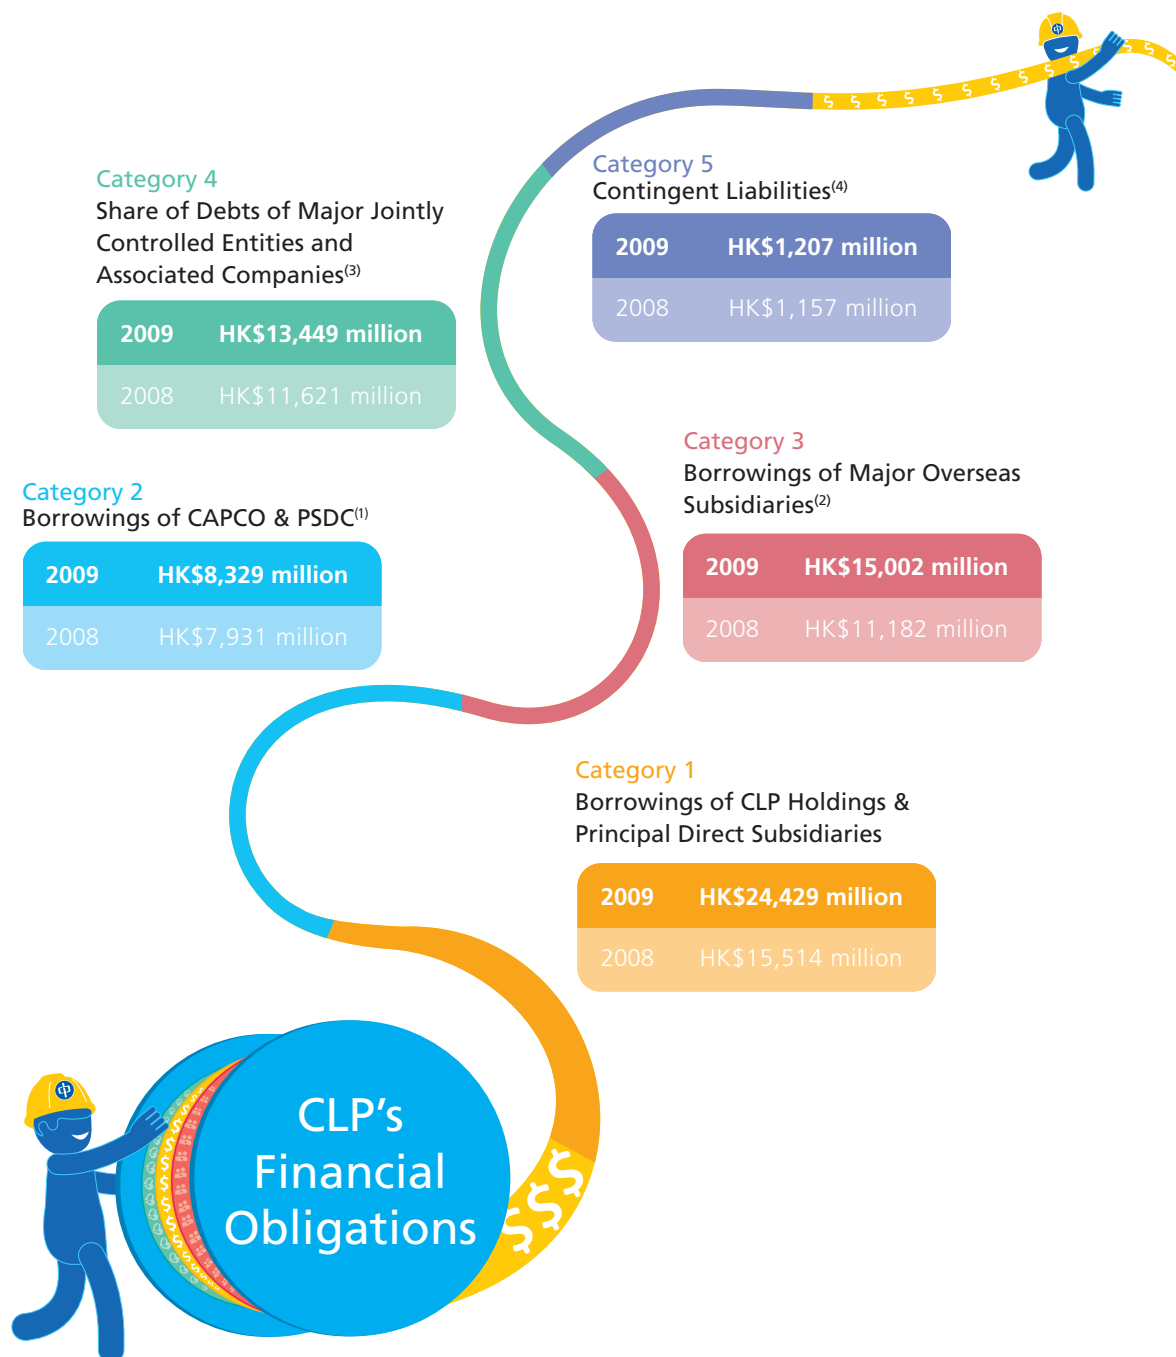 Category 5
Contingent Liabilities(4)
2009 HK$1,207 million
2008 HK$1,157 million
Category 4
Share of Debts of Major Jointly
Controlled Entities and
Associated Companies(3)
2009 HK$13,449 million
2008 HK$11,621 million
Category 3
Borrowings of Major Overseas
Subsidiaries(2)
2009 HK$15,002 million
2008 HK$11,182 million
Category 2
Borrowings of CAPCO & PSDC(1)
2009 HK$8,329 million
2008 HK$7,931 million
Category 1
Borrowings of CLP Holdings &
Principal Direct Subsidiaries
2009 HK$24,429 million
2008 HK$15,514 million
CLP's
Financial
Obligations